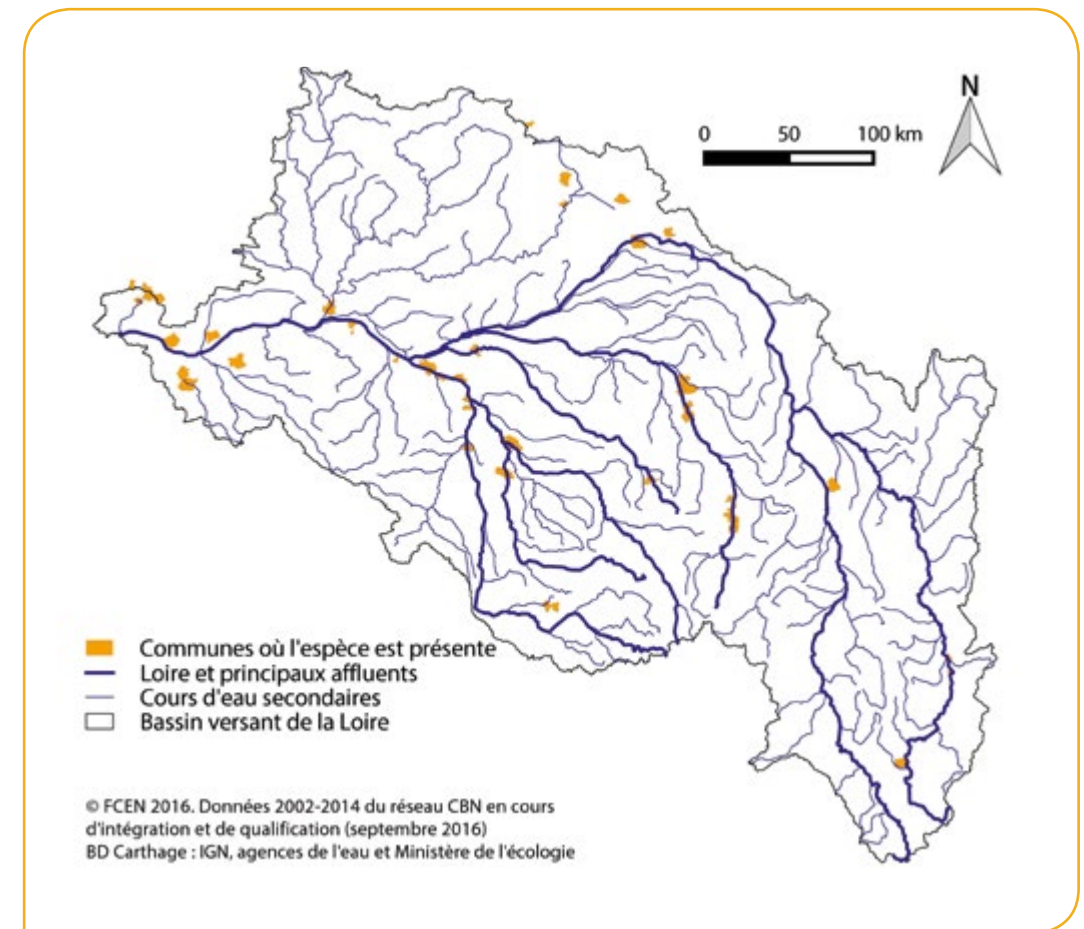 N
0 50 100 km
Communes où l'espèce est présente
Loire et principaux affluents
Cours d'eau secondaires
Bassin versant de la Loire
© FCEN 2016. Données 2002-2014 du réseau CBN en cours
d'intégration et de qualification (septembre 2016)
BD Carthage : IGN, agences de l'eau et Ministère de l'écologie